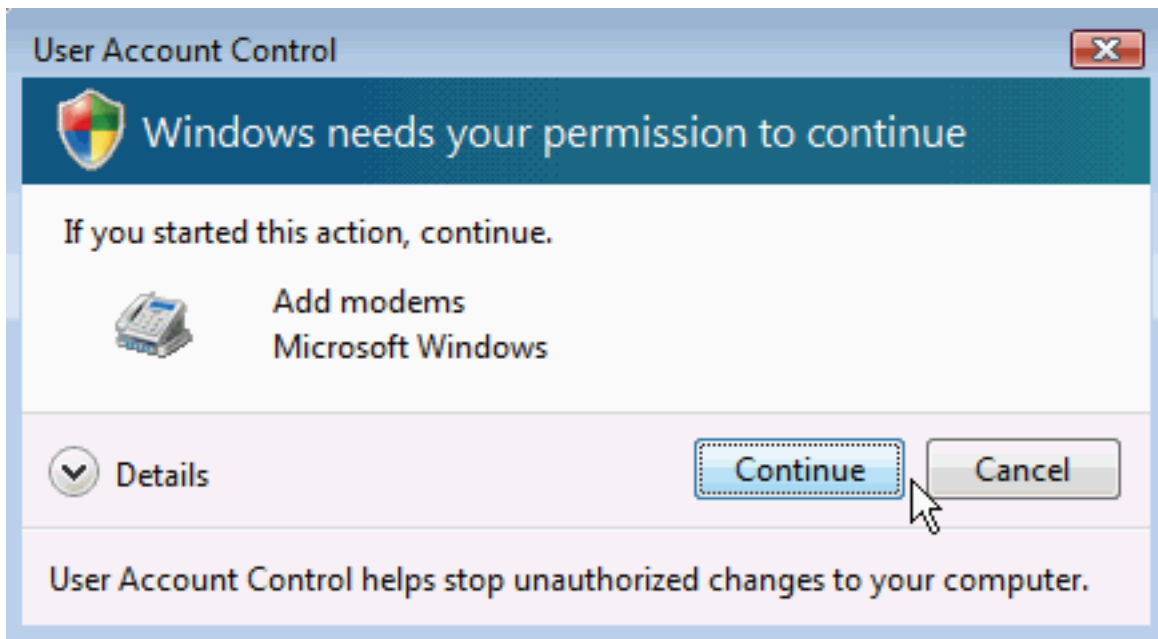 User Account Control
Windows needs your permission to continue
If you started this action, continue.
Add modems
Microsoft Windows
Details
Continue
Cancel
User Account Control helps stop unauthorized changes to your computer.